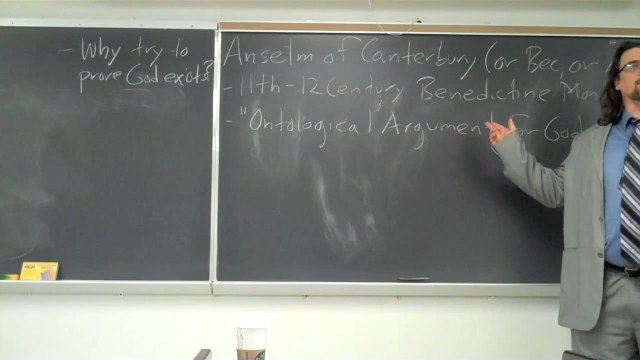 - Why try to
prove God exists?
Anselm of Canterbury (or Bec, or
- 11th - 12 Century Benedictine Mon
- "Ontological" Argument for God